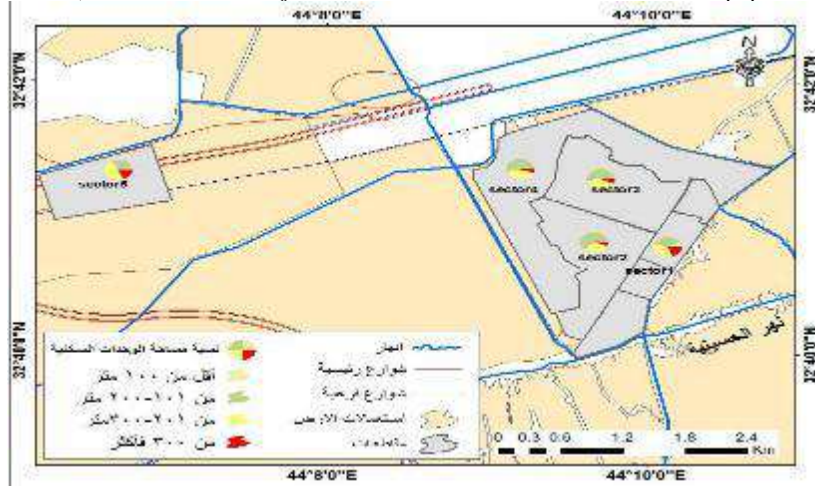 44°8'0"E
44°10'0"E
32°42'0"N
32°42'0"N
sector4
sector3
sector5
sector2
sector1
نهر الحسينية
32°40'0"N
32°40'0"N
نسبة مساحة الوحدات السكنية
أقل من ١٠٠ متر
من ١٠١-٢٠٠ متر
من ٢٠١-٣٠٠ متر
من ٣٠٠ فأكثر
انهار
شوارع رئيسية
شوارع فرعية
استعمالات الارض
مقاطعات
0 0.3 0.6 1.2 1.8 2.4
Km
44°8'0"E
44°10'0"E